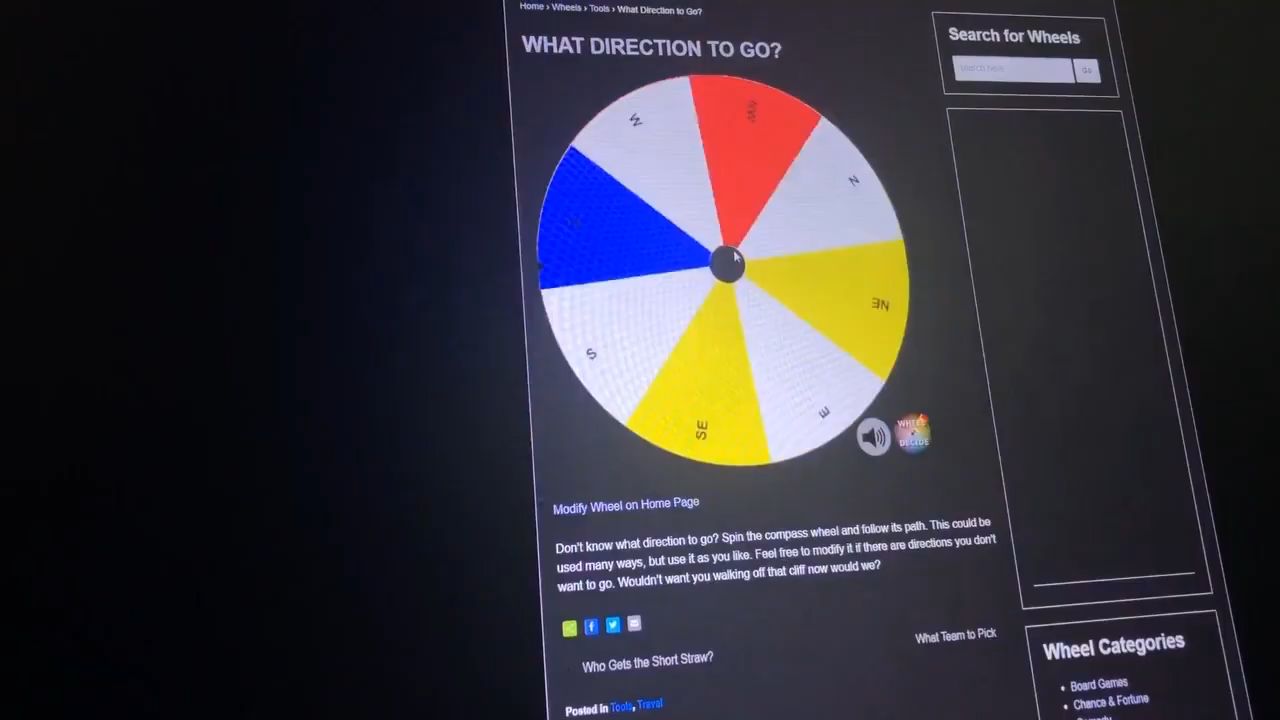 Home › Wheels › Tools › What Direction to Go?
WHAT DIRECTION TO GO?
Search for Wheels
search here
go
NW
W
N
NE
S
E
SE
WHEEL
DECIDE
Modify Wheel on Home Page
Don't know what direction to go? Spin the compass wheel and follow its path. This could be
used many ways, but use it as you like. Feel free to modify it if there are directions you don't
want to go. Wouldn't want you walking off that cliff now would we?
What Team to Pick
Who Gets the Short Straw?
Posted in Tools, Travel
Wheel Categories
• Board Games
• Chance & Fortune